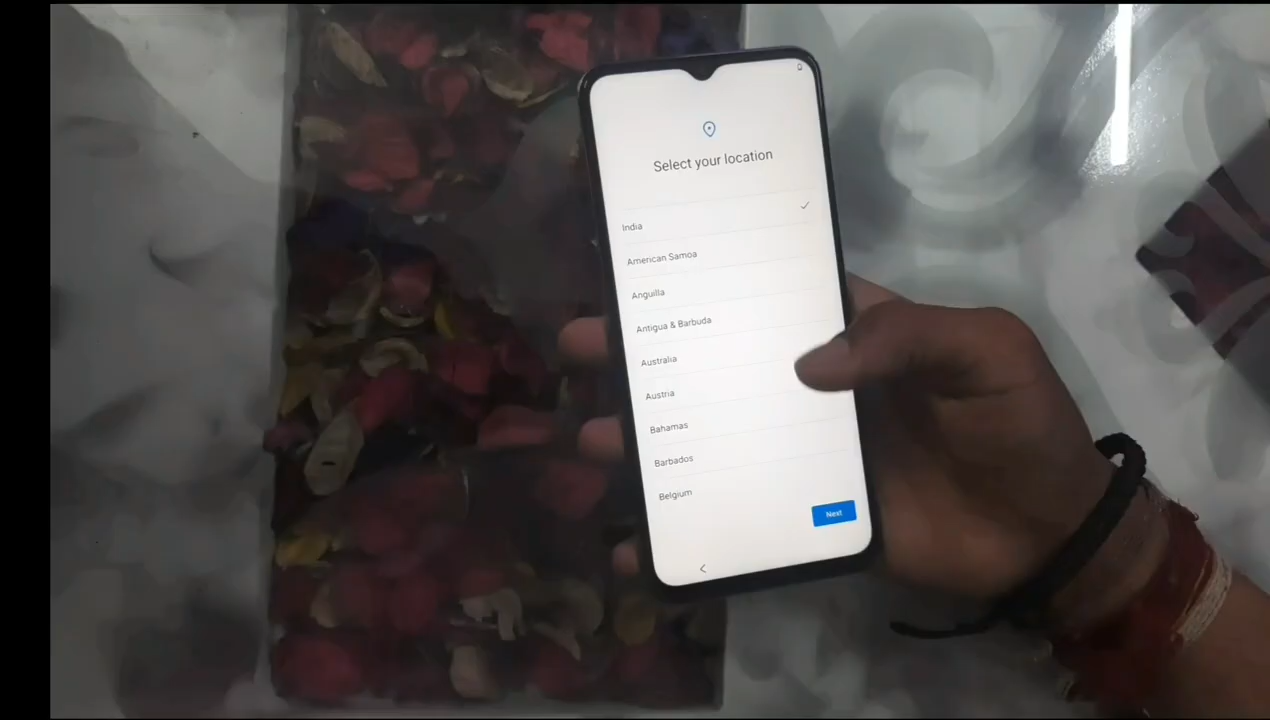 Select your location
India
American Samoa
Anguilla
Antigua & Barbuda
Australia
Austria
Bahamas
Barbados
Belgium
Next